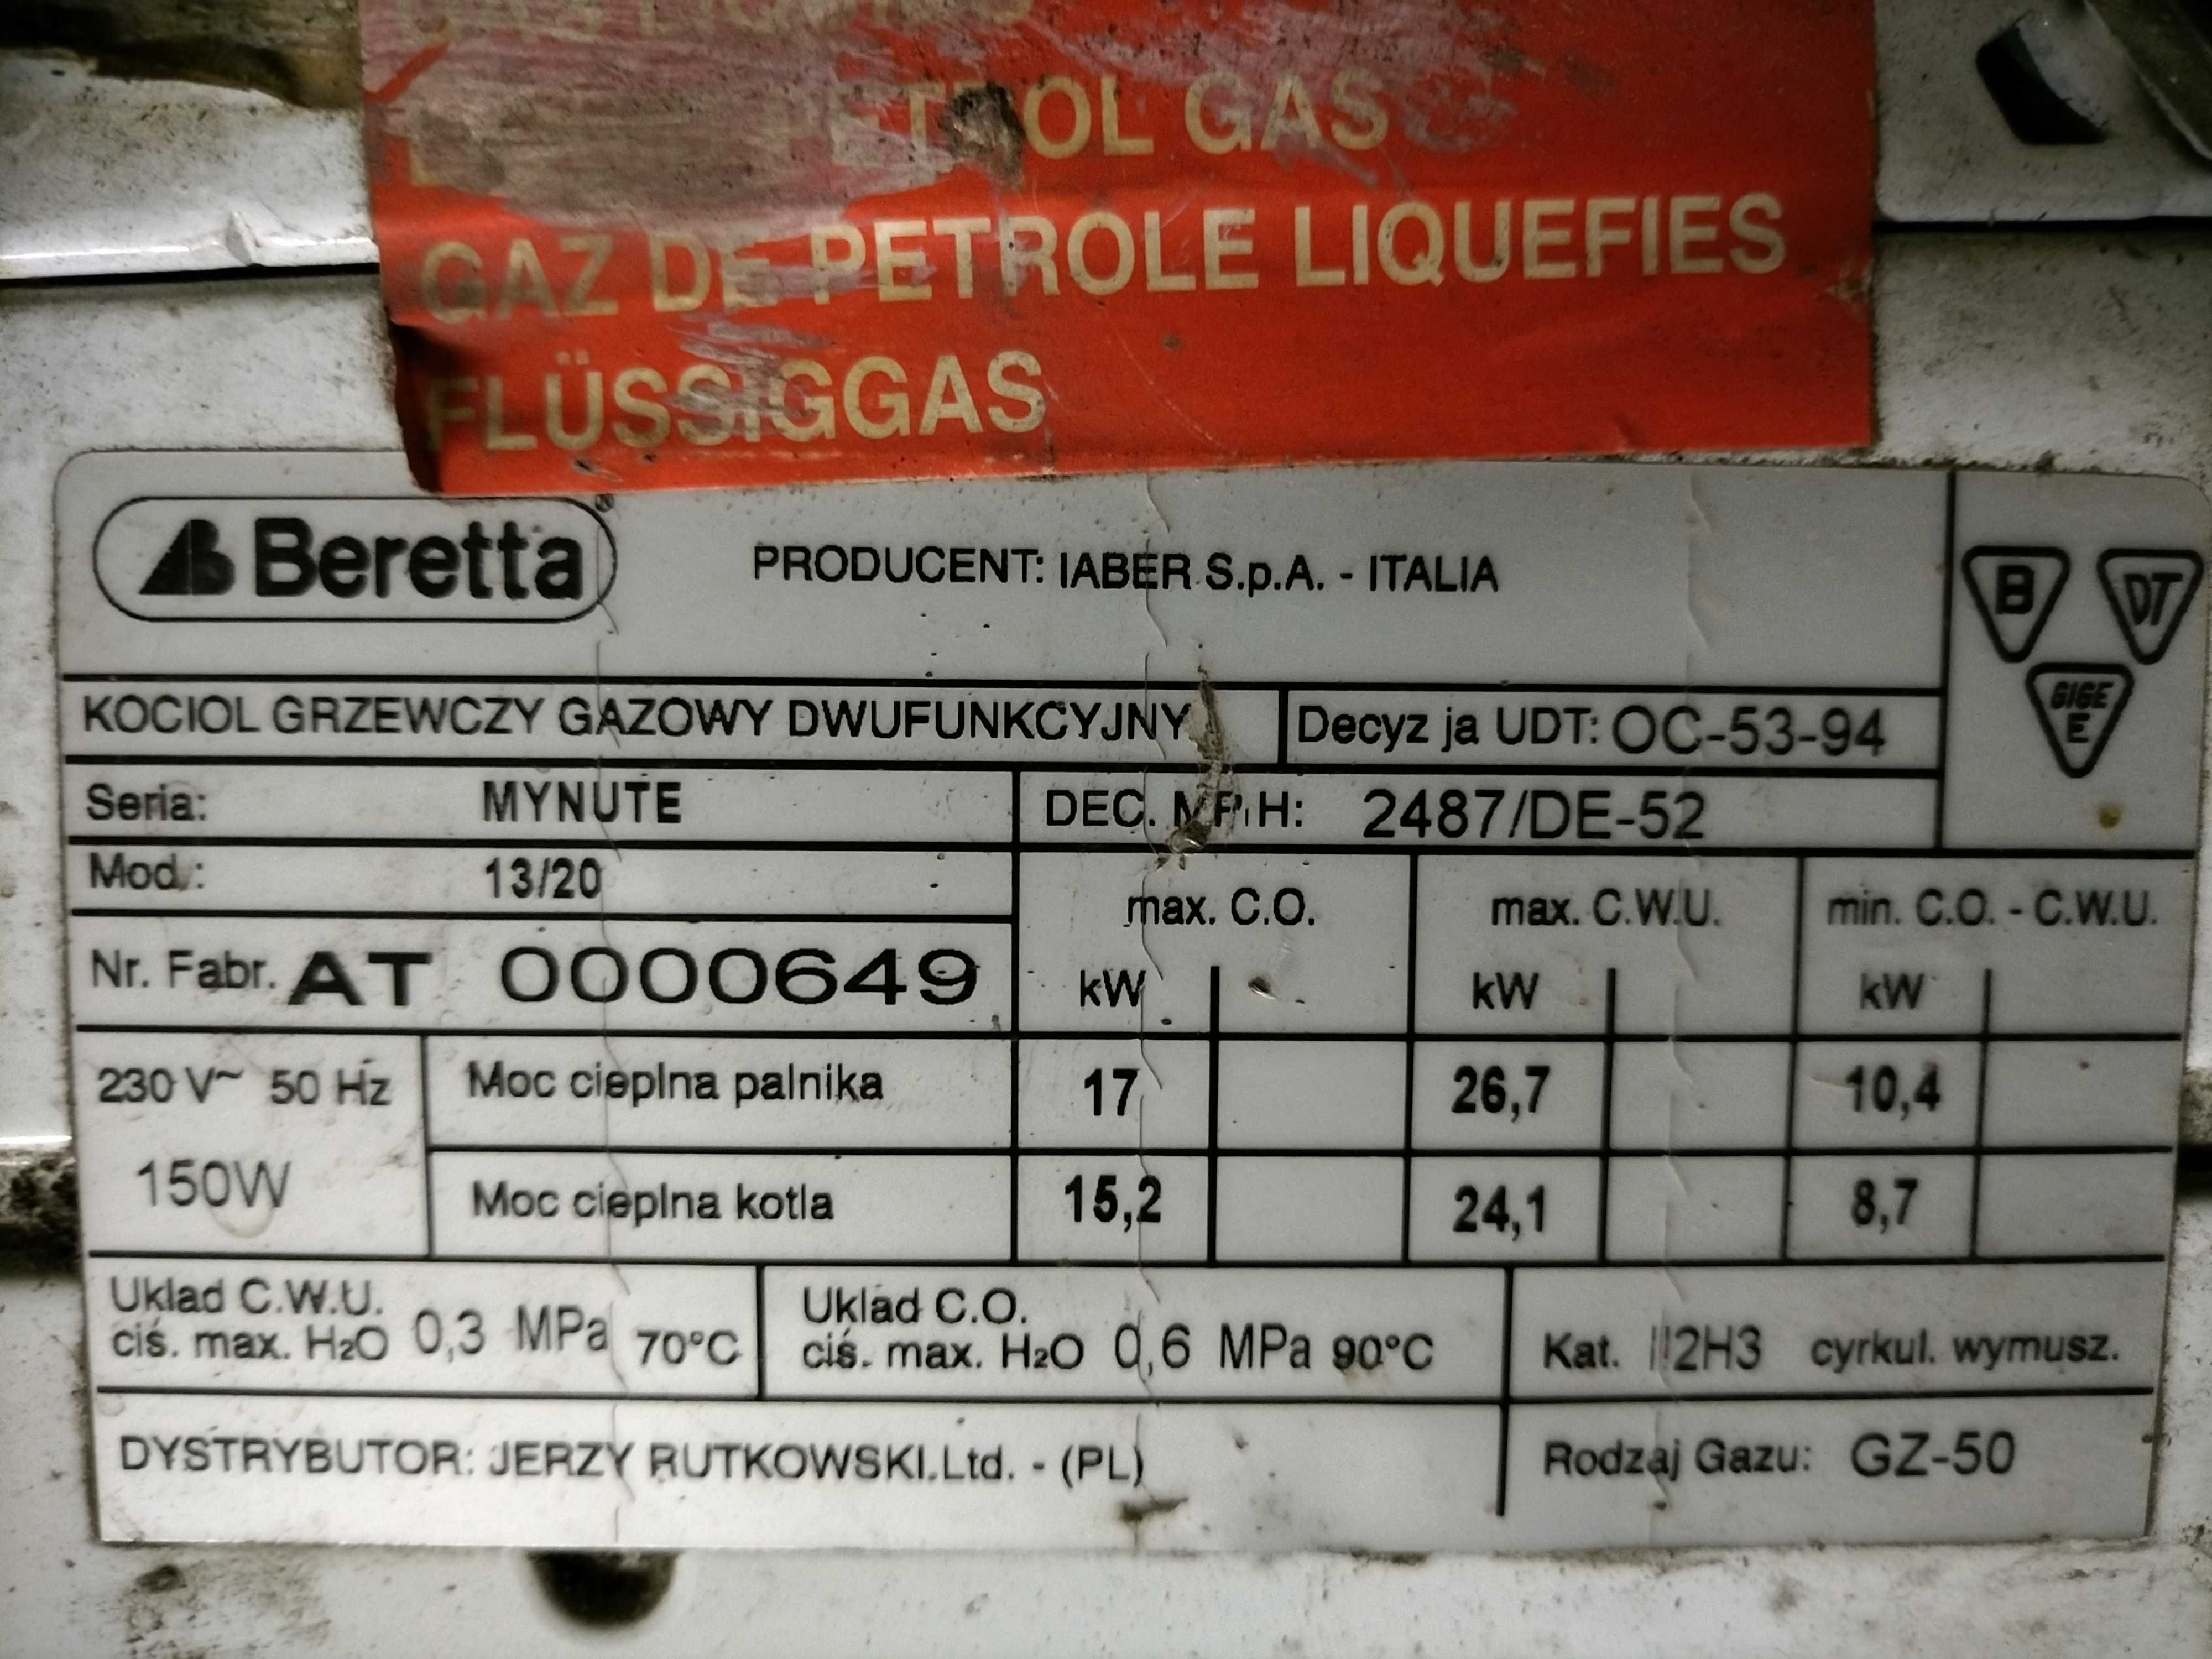 PETROL GAS
GAZ DE PETROLE LIQUEFIES
FLÜSSIGGAS
Beretta
PRODUCENT: IABER S.p.A. - ITALIA
B DT
GIGE
E
KOCIOL GRZEWCZY GAZOWY DWUFUNKCYJNY
Decyz ja UDT: OC-53-94
Seria: MYNUTE
DEC. M.P.i H: 2487/DE-52
Mod.: 13/20
max. C.O. max. C.W.U. min. C.O. - C.W.U.
Nr. Fabr. AT 0000649
kW kW kW
230 V~ 50 Hz
150W
Moc cieplna palnika 17 26,7 10,4
Moc cieplna kotla 15,2 24,1 8,7
Uklad C.W.U.
ciś. max. H₂O 0,3 MPa 70°C
Uklad C.O.
ciś. max. H₂O 0,6 MPa 90°C
Kat. II2H3 cyrkul. wymusz.
DYSTRYBUTOR: JERZY RUTKOWSKI.Ltd. - (PL)
Rodzaj Gazu: GZ-50